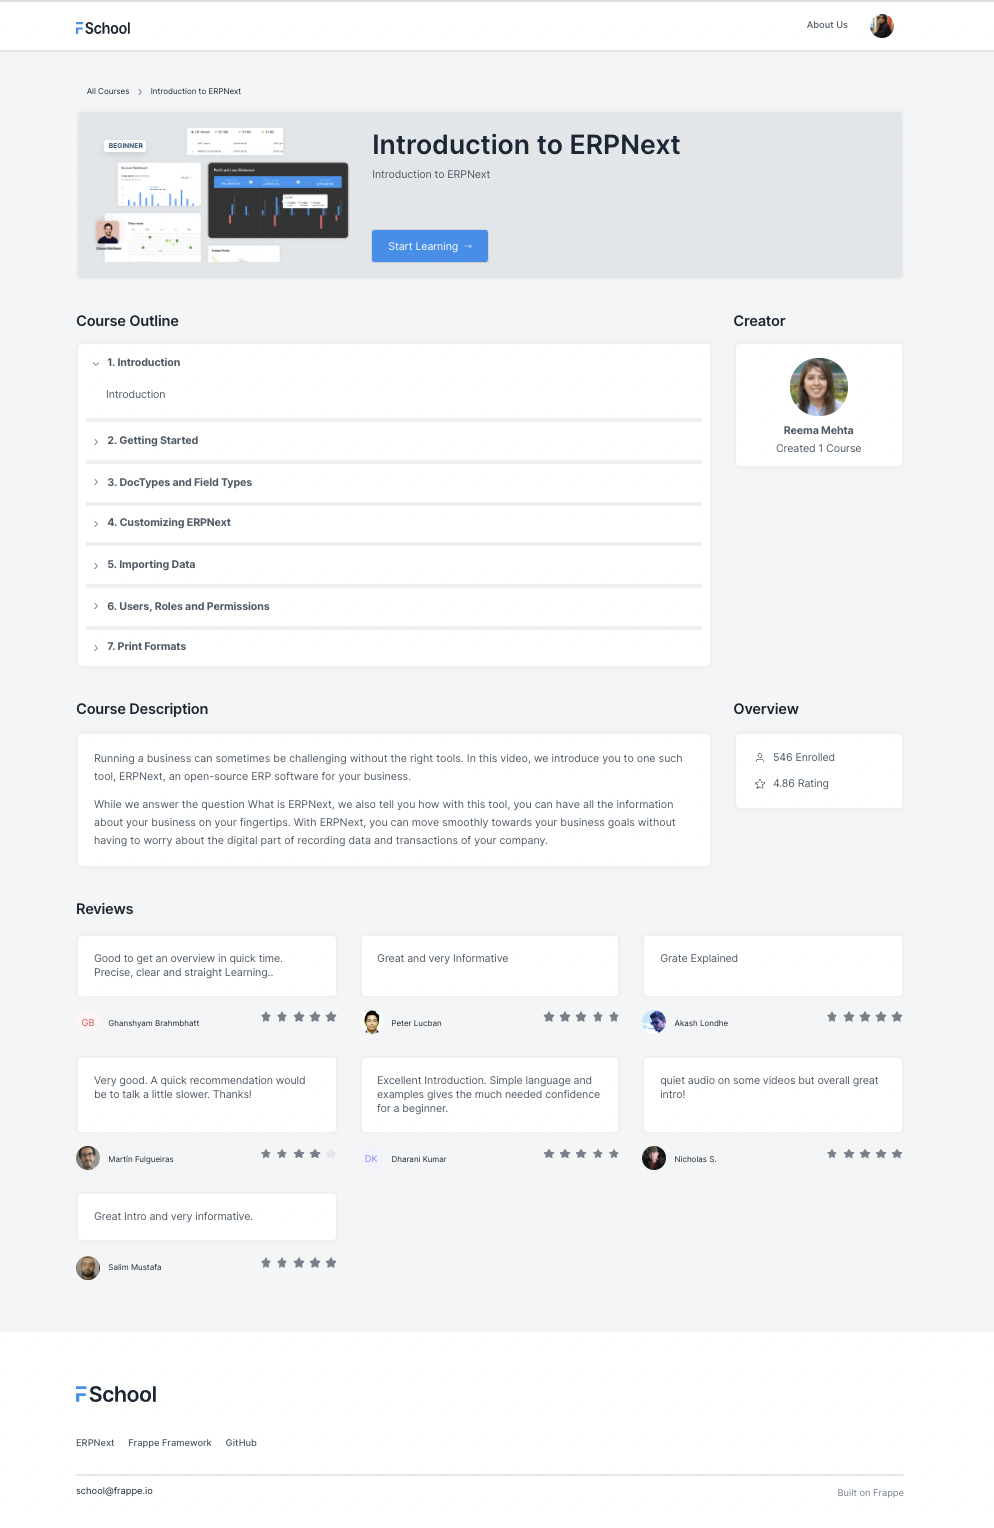 School
About Us
All Courses
Introduction to ERPNext
BEGINNER
Introduction to ERPNext
Introduction to ERPNext
Start Learning →
Course Outline
Creator
1. Introduction
Introduction
2. Getting Started
3. DocTypes and Field Types
4. Customizing ERPNext
5. Importing Data
6. Users, Roles and Permissions
7. Print Formats
Reema Mehta
Created 1 Course
Course Description
Overview
Running a business can sometimes be challenging without the right tools. In this video, we introduce you to one such
tool, ERPNext, an open-source ERP software for your business.
While we answer the question What is ERPNext, we also tell you how with this tool, you can have all the information
about your business on your fingertips. With ERPNext, you can move smoothly towards your business goals without
having to worry about the digital part of recording data and transactions of your company.
546 Enrolled
4.86 Rating
Reviews
Good to get an overview in quick time.
Precise, clear and straight Learning..
GB
Ghanshyam Brahmbhatt
Great and very Informative
Peter Lucban
Grate Explained
Akash Londhe
Very good. A quick recommendation would
be to talk a little slower. Thanks!
Martín Fulgueiras
Excellent Introduction. Simple language and
examples gives the much needed confidence
for a beginner.
DK
Dharani Kumar
quiet audio on some videos but overall great
intro!
Nicholas S.
Great Intro and very informative.
Salim Mustafa
School
ERPNext
Frappe Framework
GitHub
school@frappe.io
Built on Frappe